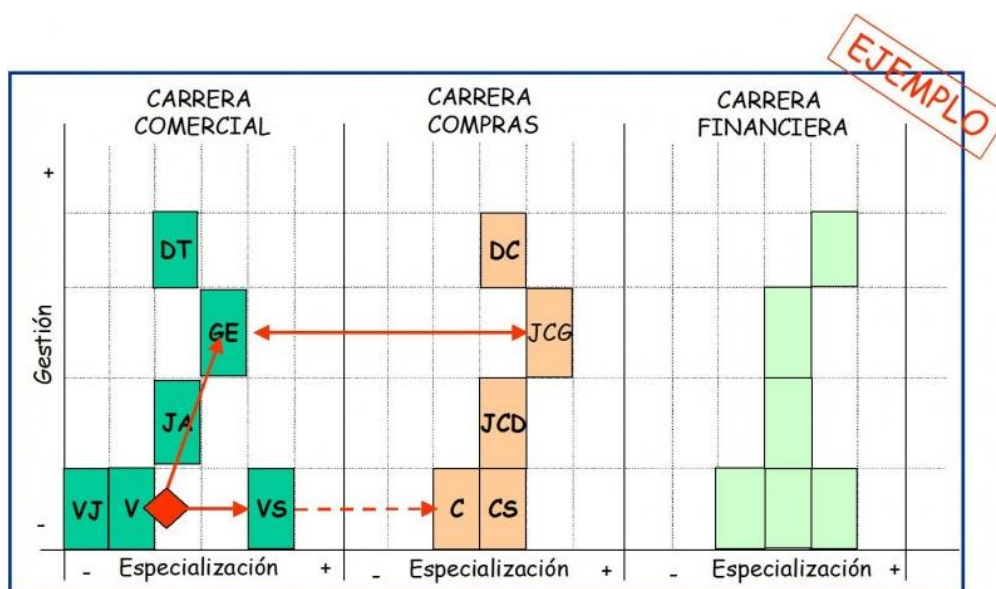 EJEMPLO
CARRERA
COMERCIAL
CARRERA
COMPRAS
CARRERA
FINANCIERA
+
Gestión
-
DT
DC
GE
JCG
JA
JCD
VJ
V
VS
C
CS
-
Especialización
+
-
Especialización
+
-
Especialización
+